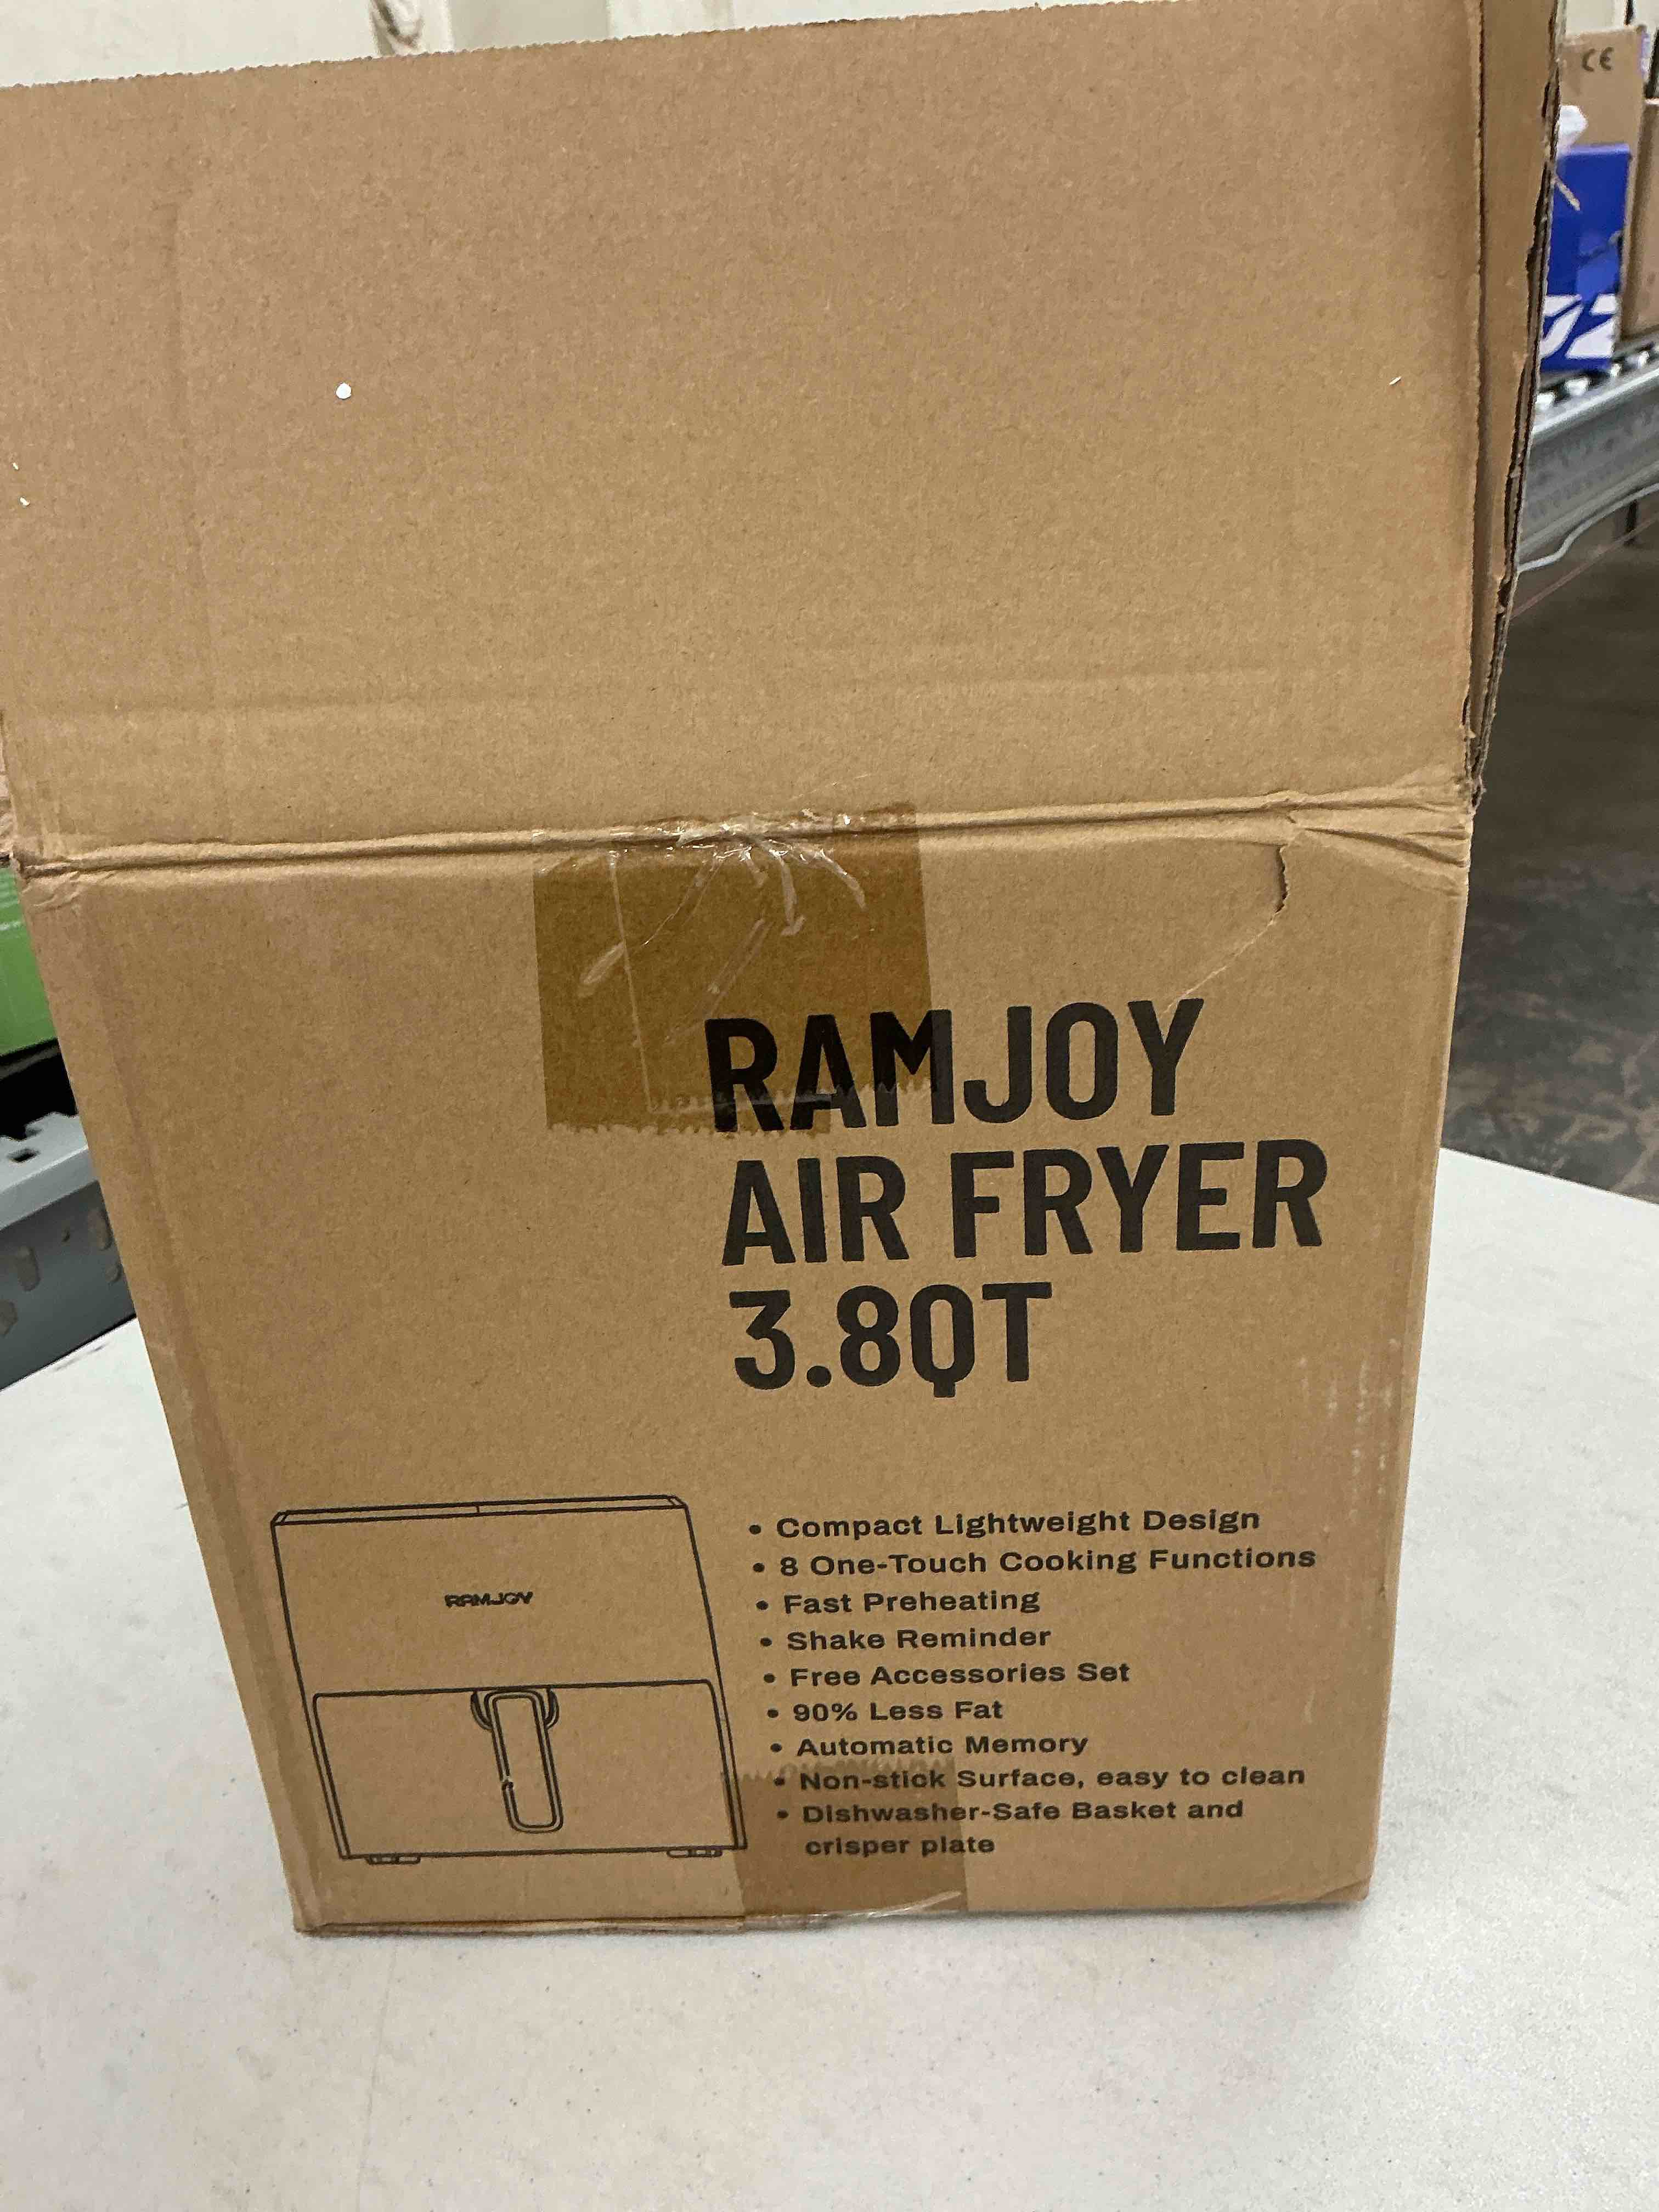 CE
RAMJOY
AIR FRYER
3.8QT
RAMJOY
• Compact Lightweight Design
• 8 One-Touch Cooking Functions
• Fast Preheating
• Shake Reminder
• Free Accessories Set
• 90% Less Fat
• Automatic Memory
• Non-stick Surface, easy to clean
• Dishwasher-Safe Basket and
crisper plate